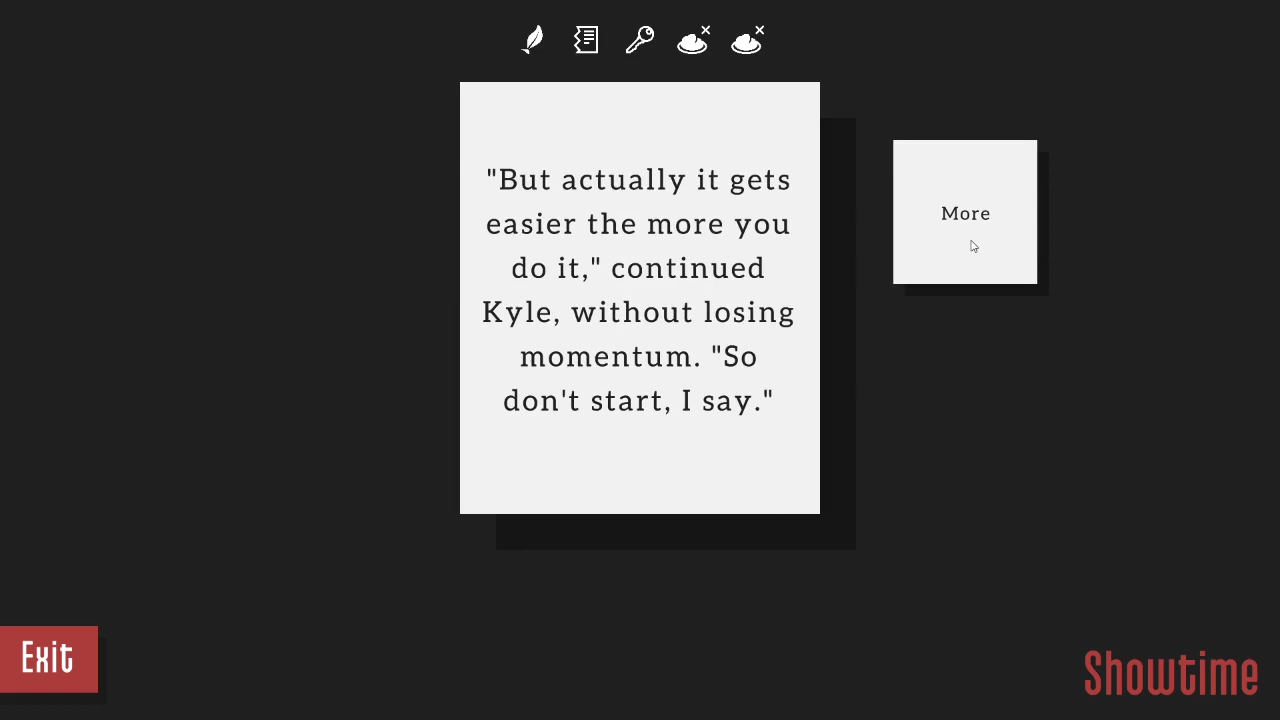 "But actually it gets
easier the more you
do it," continued
Kyle, without losing
momentum. "So
don't start, I say."
More
Exit
Showtime